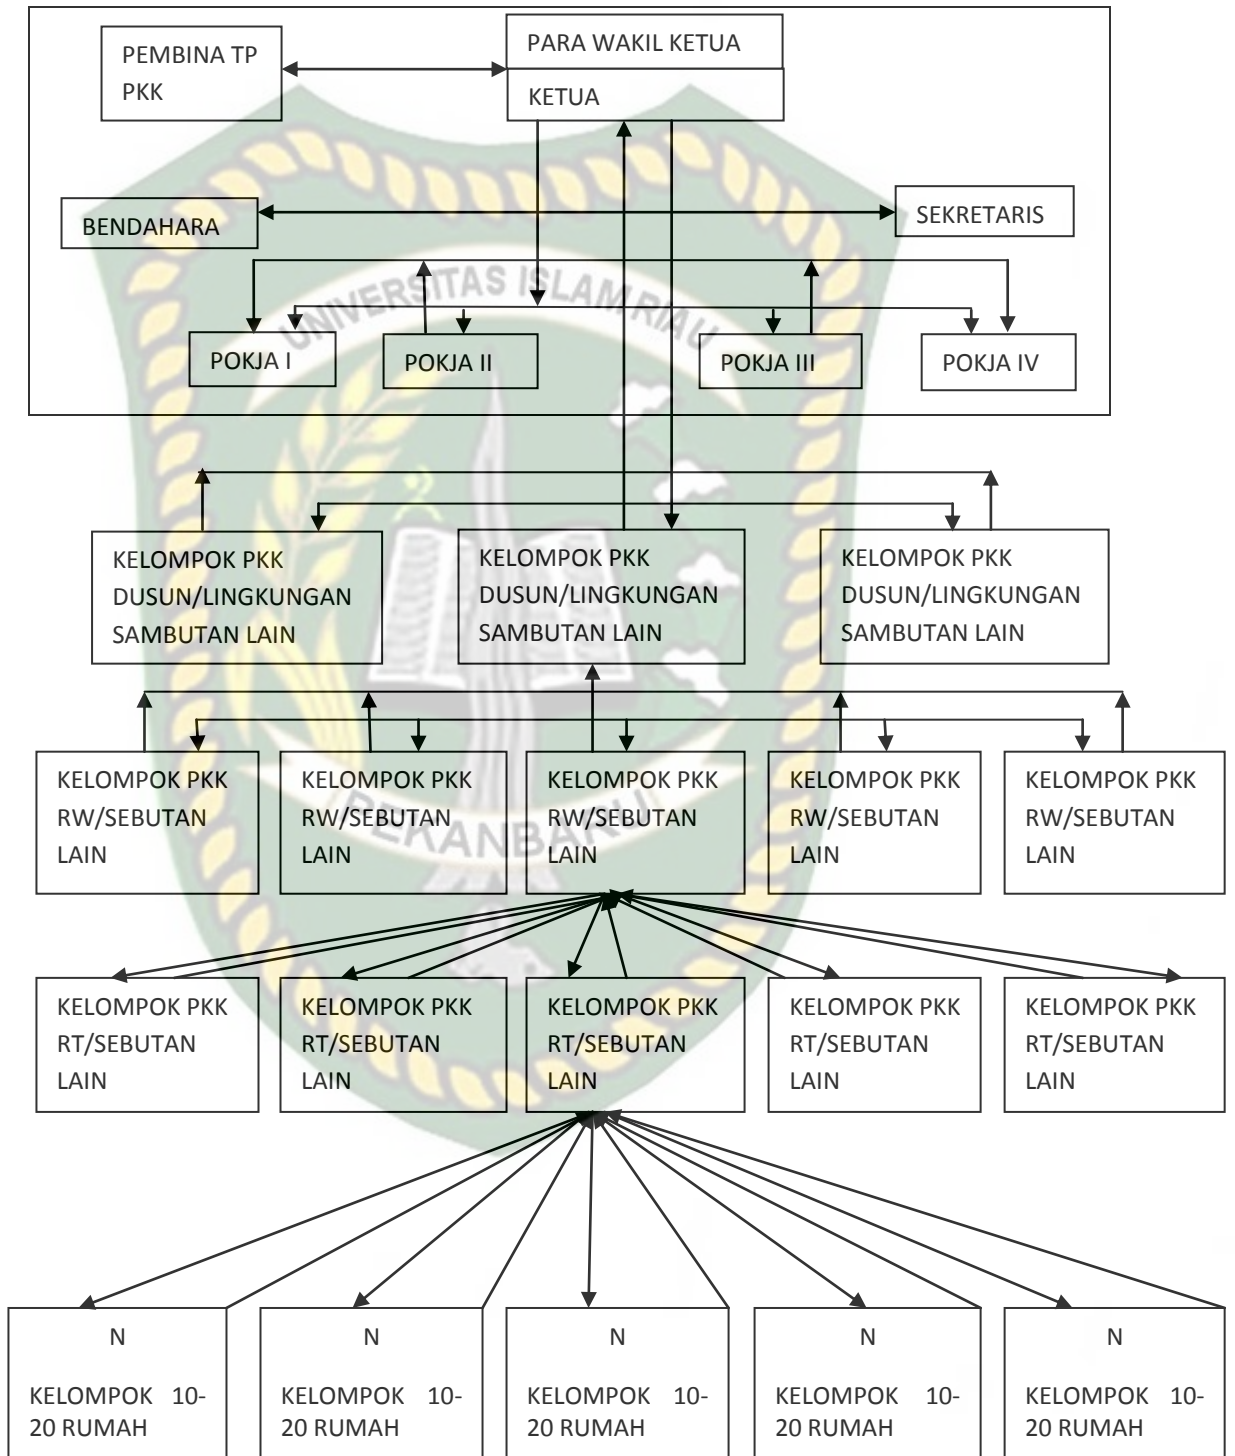 PEMBINA TP
PKK
PARA WAKIL KETUA
KETUA
BENDAHARA
SEKRETARIS
UNIVERSITAS ISLAM RIAU
POKJA I
POKJA II
POKJA III
POKJA IV
KELOMPOK PKK
DUSUN/LINGKUNGAN
SAMBUTAN LAIN
KELOMPOK PKK
DUSUN/LINGKUNGAN
SAMBUTAN LAIN
KELOMPOK PKK
DUSUN/LINGKUNGAN
SAMBUTAN LAIN
KELOMPOK PKK
RW/SEBUTAN
LAIN
KELOMPOK PKK
RW/SEBUTAN
LAIN
KELOMPOK PKK
RW/SEBUTAN
LAIN
KELOMPOK PKK
RW/SEBUTAN
LAIN
KELOMPOK PKK
RW/SEBUTAN
LAIN
PEKANBARU
KELOMPOK PKK
RT/SEBUTAN
LAIN
KELOMPOK PKK
RT/SEBUTAN
LAIN
KELOMPOK PKK
RT/SEBUTAN
LAIN
KELOMPOK PKK
RT/SEBUTAN
LAIN
KELOMPOK PKK
RT/SEBUTAN
LAIN
N
KELOMPOK 10-
20 RUMAH
N
KELOMPOK 10-
20 RUMAH
N
KELOMPOK 10-
20 RUMAH
N
KELOMPOK 10-
20 RUMAH
N
KELOMPOK 10-
20 RUMAH